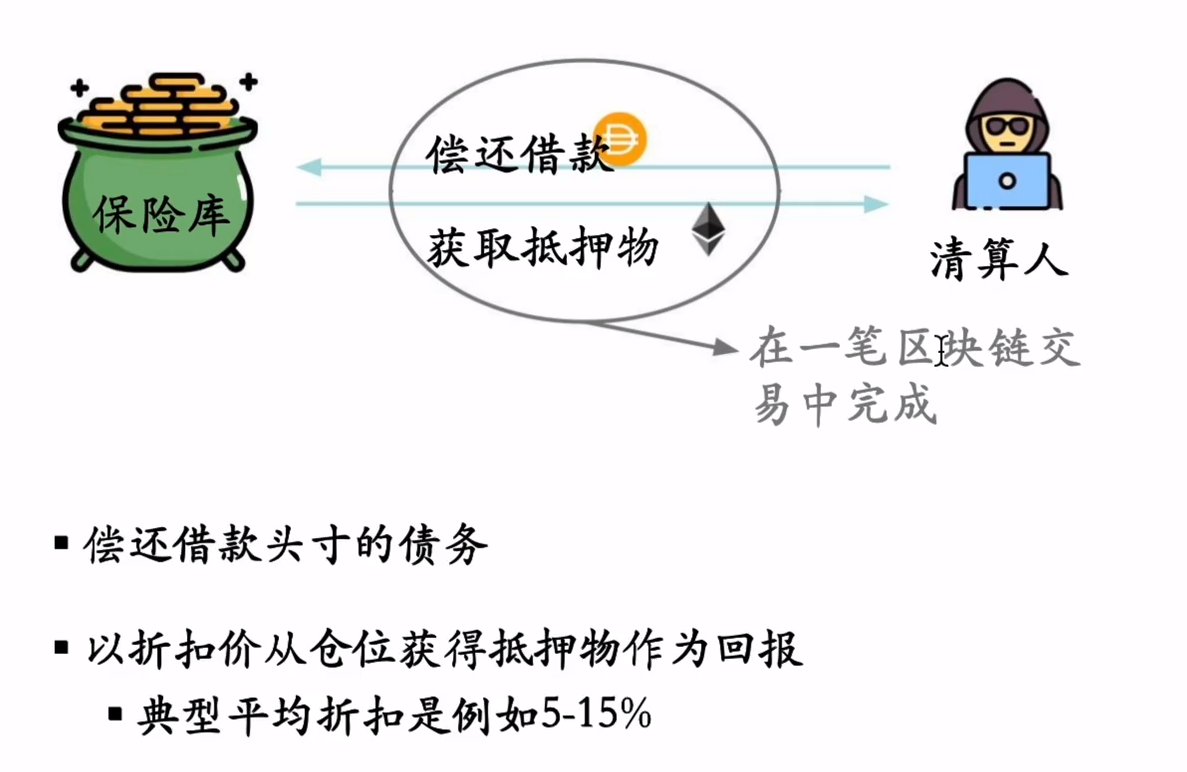 偿还借款
保险库
获取抵押物
清算人
在一笔区块链交
易中完成
▪ 偿还借款头寸的债务
▪ 以折扣价从仓位获得抵押物作为回报
▪ 典型平均折扣是例如5-15%